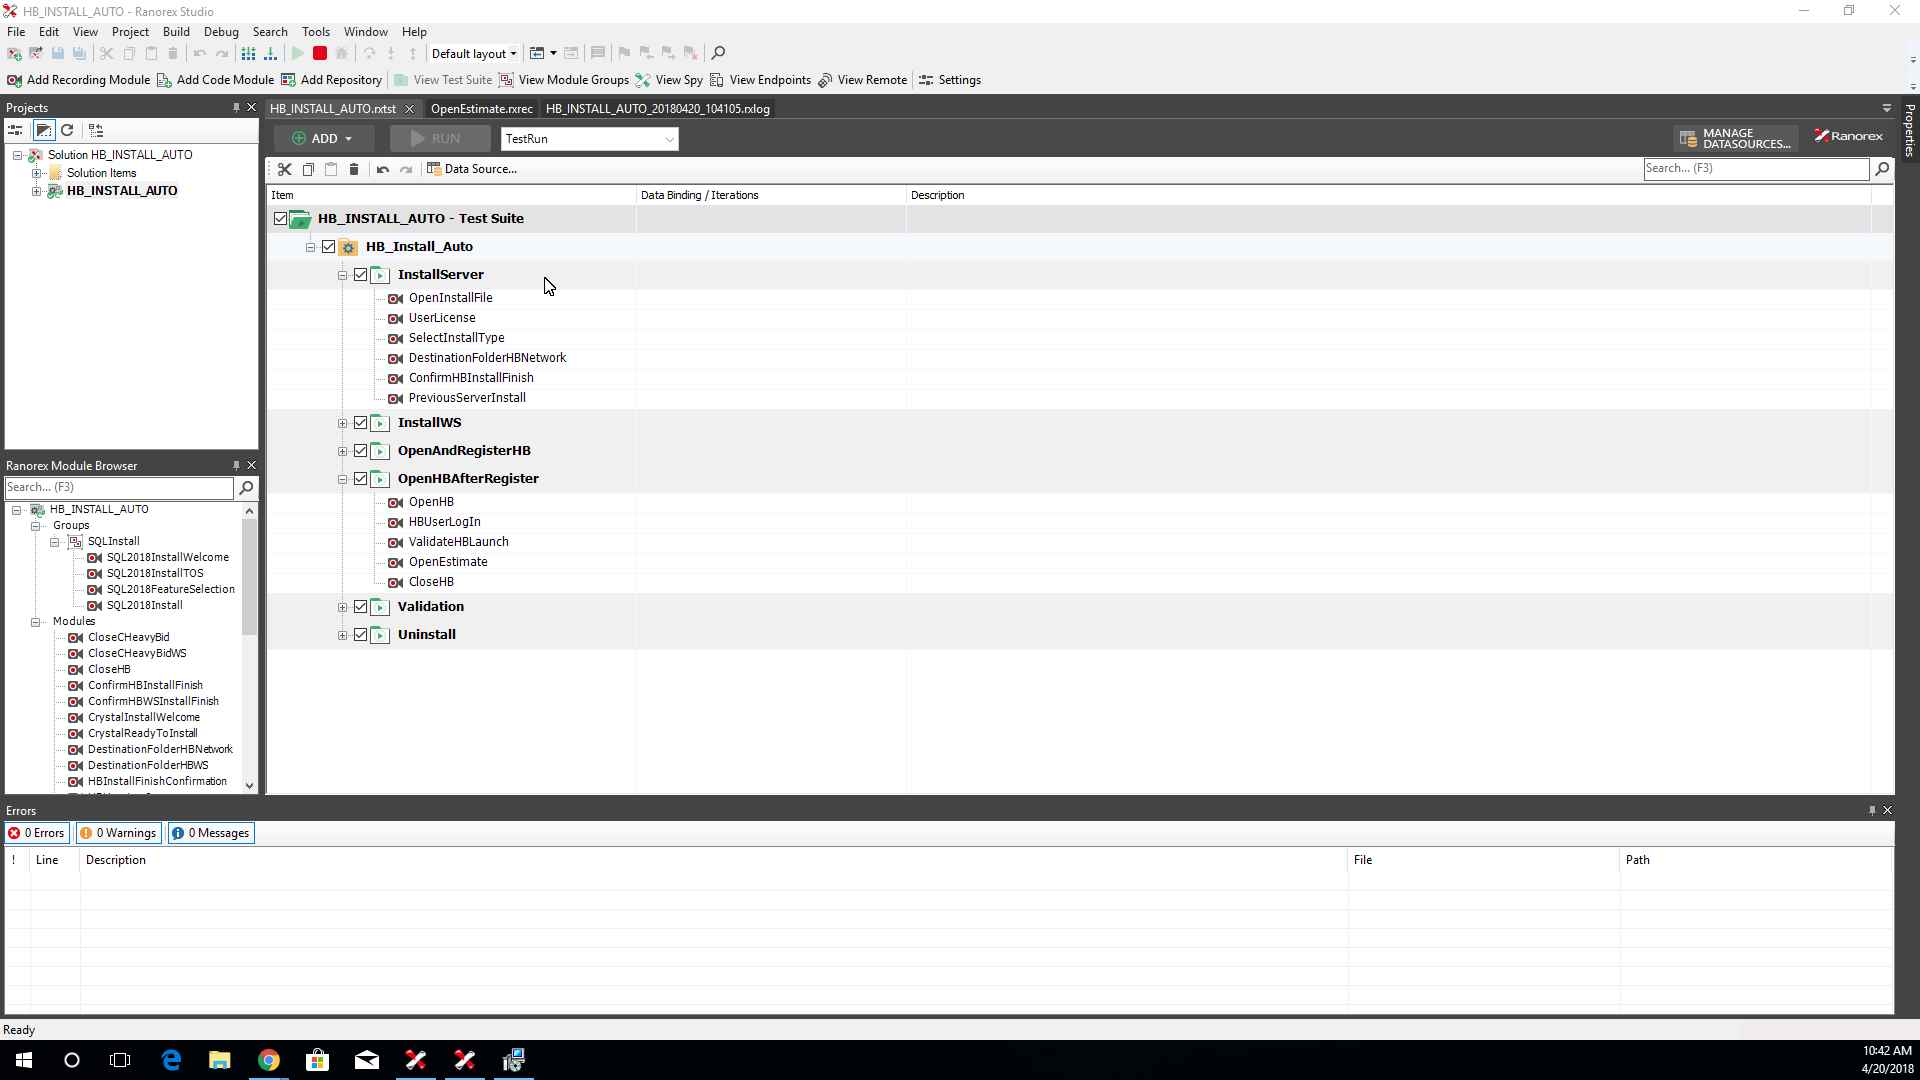 HB_INSTALL_AUTO - Ranorex Studio
File Edit View Project Build Debug Search Tools Window Help
Default layout
Add Recording Module Add Code Module Add Repository View Test Suite View Module Groups View Spy View Endpoints View Remote Settings
Projects
Solution HB_INSTALL_AUTO
Solution Items
HB_INSTALL_AUTO
Ranorex Module Browser
Search... (F3)
HB_INSTALL_AUTO
Groups
SQLInstall
SQL2018InstallWelcome
SQL2018InstallTOS
SQL2018FeatureSelection
SQL2018Install
Modules
CloseCHeavyBid
CloseCHeavyBidWS
CloseHB
ConfirmHBInstallFinish
ConfirmHBWSInstallFinish
CrystalInstallWelcome
CrystalReadyToInstall
DestinationFolderHBNetwork
DestinationFolderHBWS
HBInstallFinishConfirmation
HB_INSTALL_AUTO.rxtst OpenEstimate.rxrec HB_INSTALL_AUTO_20180420_104105.rxlog
ADD RUN TestRun MANAGE DATASOURCES... Ranorex
Data Source... Search... (F3)
Item Data Binding / Iterations Description
HB_INSTALL_AUTO - Test Suite
HB_Install_Auto
InstallServer
OpenInstallFile
UserLicense
SelectInstallType
DestinationFolderHBNetwork
ConfirmHBInstallFinish
PreviousServerInstall
InstallWS
OpenAndRegisterHB
OpenHBAfterRegister
OpenHB
HBUserLogIn
ValidateHBLaunch
OpenEstimate
CloseHB
Validation
Uninstall
Properties
Errors
0 Errors 0 Warnings 0 Messages
! Line Description File Path
Ready
10:42 AM
4/20/2018